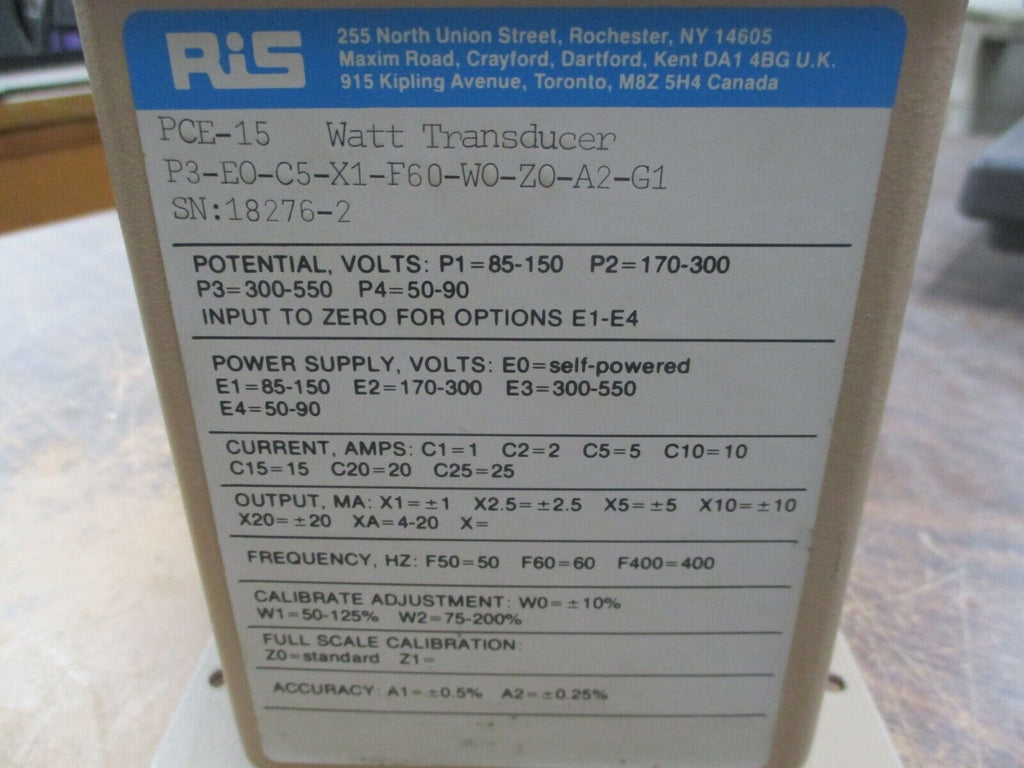 RiS
255 North Union Street, Rochester, NY 14605
Maxim Road, Crayford, Dartford, Kent DA1 4BG U.K.
915 Kipling Avenue, Toronto, M8Z 5H4 Canada
PCE-15 Watt Transducer
P3-E0-C5-X1-F60-W0-Z0-A2-G1
SN:18276-2
POTENTIAL, VOLTS: P1=85-150 P2=170-300
P3=300-550 P4=50-90
INPUT TO ZERO FOR OPTIONS E1-E4
POWER SUPPLY, VOLTS: E0=self-powered
E1=85-150 E2=170-300 E3=300-550
E4=50-90
CURRENT, AMPS: C1=1 C2=2 C5=5 C10=10
C15=15 C20=20 C25=25
OUTPUT, MA: X1=±1 X2.5=±2.5 X5=±5 X10=±10
X20=±20 XA=4-20 X=
FREQUENCY, HZ: F50=50 F60=60 F400=400
CALIBRATE ADJUSTMENT: W0=±10%
W1=50-125% W2=75-200%
FULL SCALE CALIBRATION:
Z0=standard Z1=
ACCURACY: A1=±0.5% A2=±0.25%